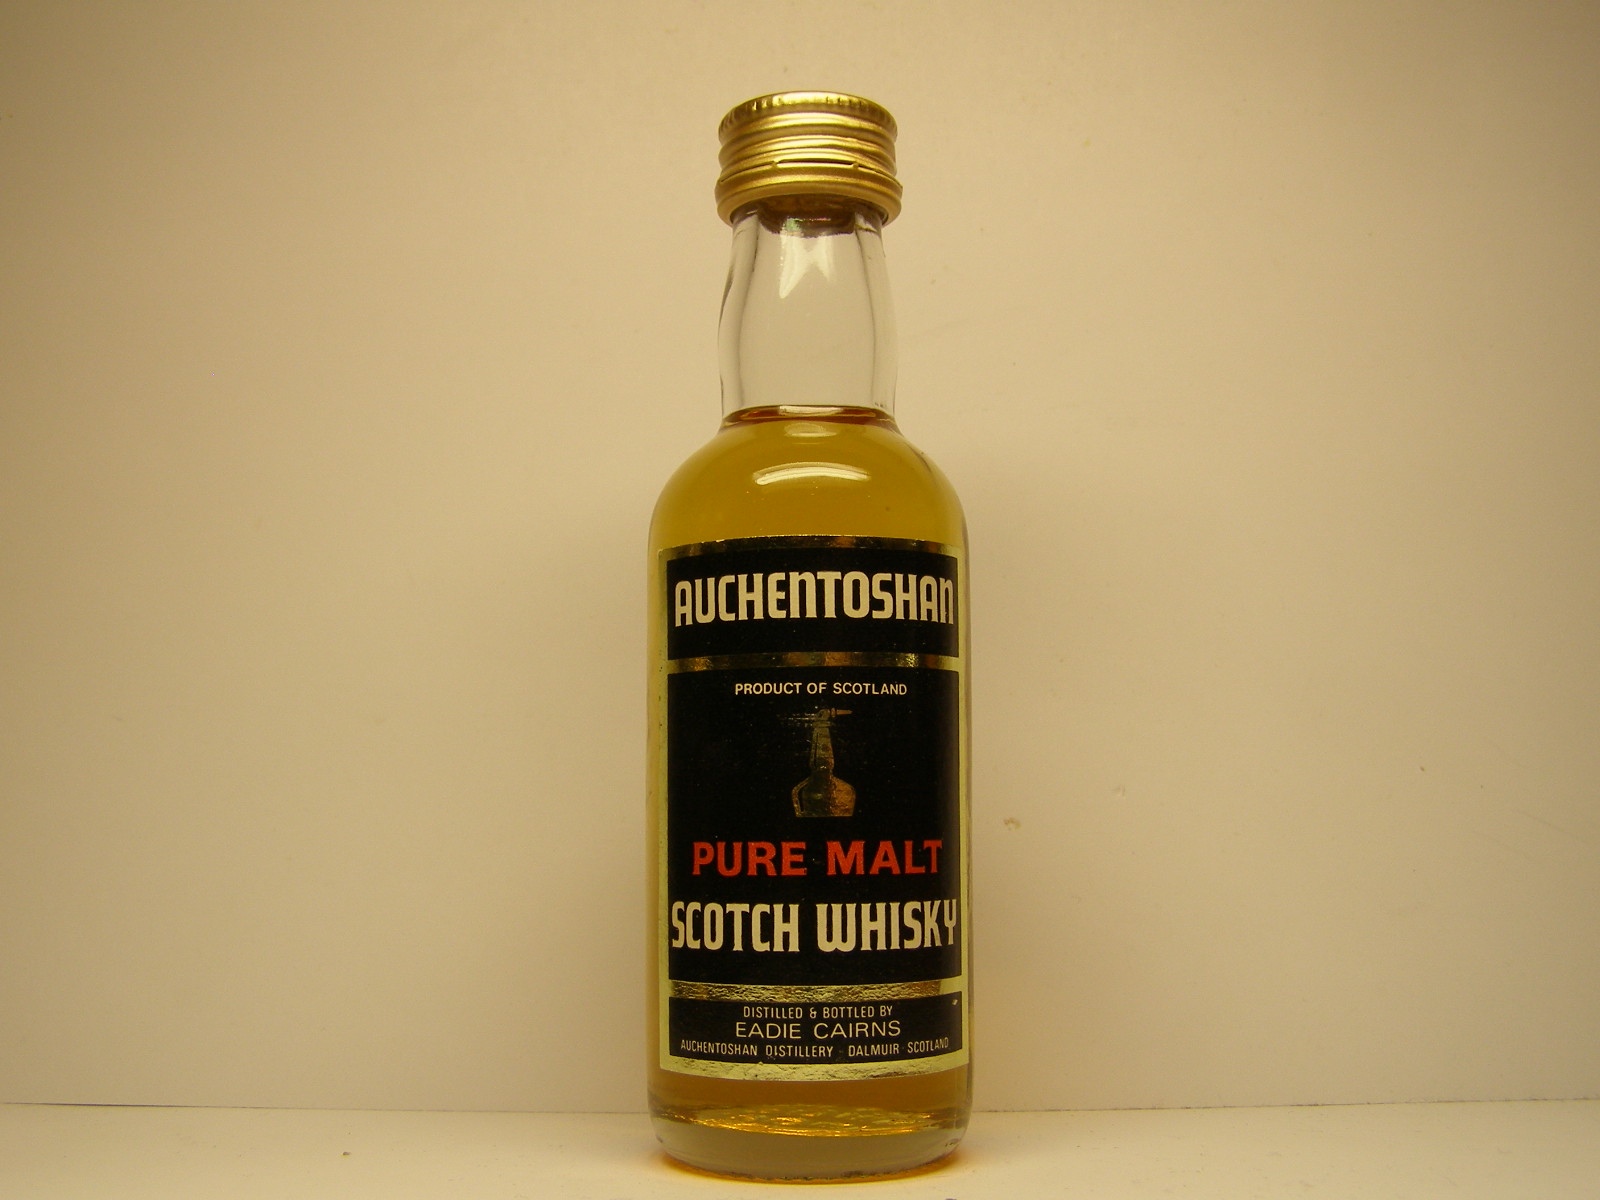 AUCHENTOSHAN
PRODUCT OF SCOTLAND
PURE MALT
SCOTCH WHISKY
DISTILLED & BOTTLED BY
EADIE CAIRNS
AUCHENTOSHAN DISTILLERY - DALMUIR - SCOTLAND